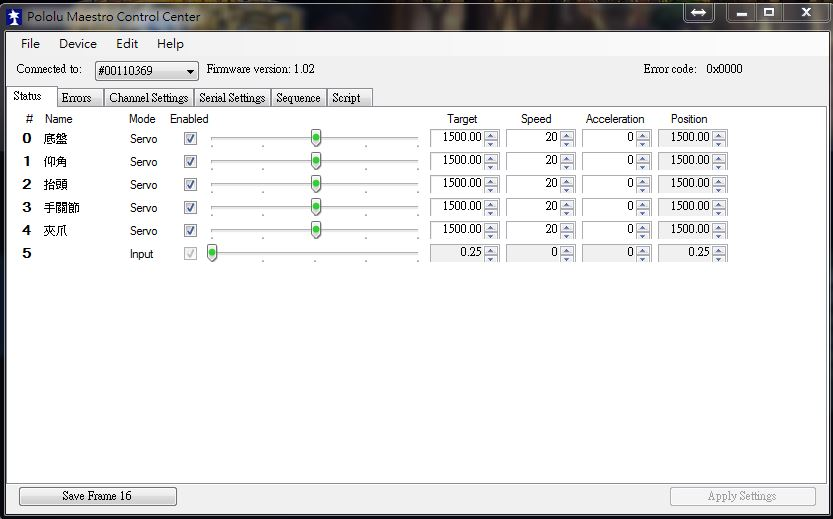 Pololu Maestro Control Center
File Device Edit Help
Connected to: #00110369 Firmware version: 1.02 Error code: 0x0000
Status Errors Channel Settings Serial Settings Sequence Script
# Name Mode Enabled Target Speed Acceleration Position
0 底盤 Servo 1500.00 20 0 1500.00
1 仰角 Servo 1500.00 20 0 1500.00
2 抬頭 Servo 1500.00 20 0 1500.00
3 手關節 Servo 1500.00 20 0 1500.00
4 夾爪 Servo 1500.00 20 0 1500.00
5 Input 0.25 0 0 0.25
Save Frame 16 Apply Settings